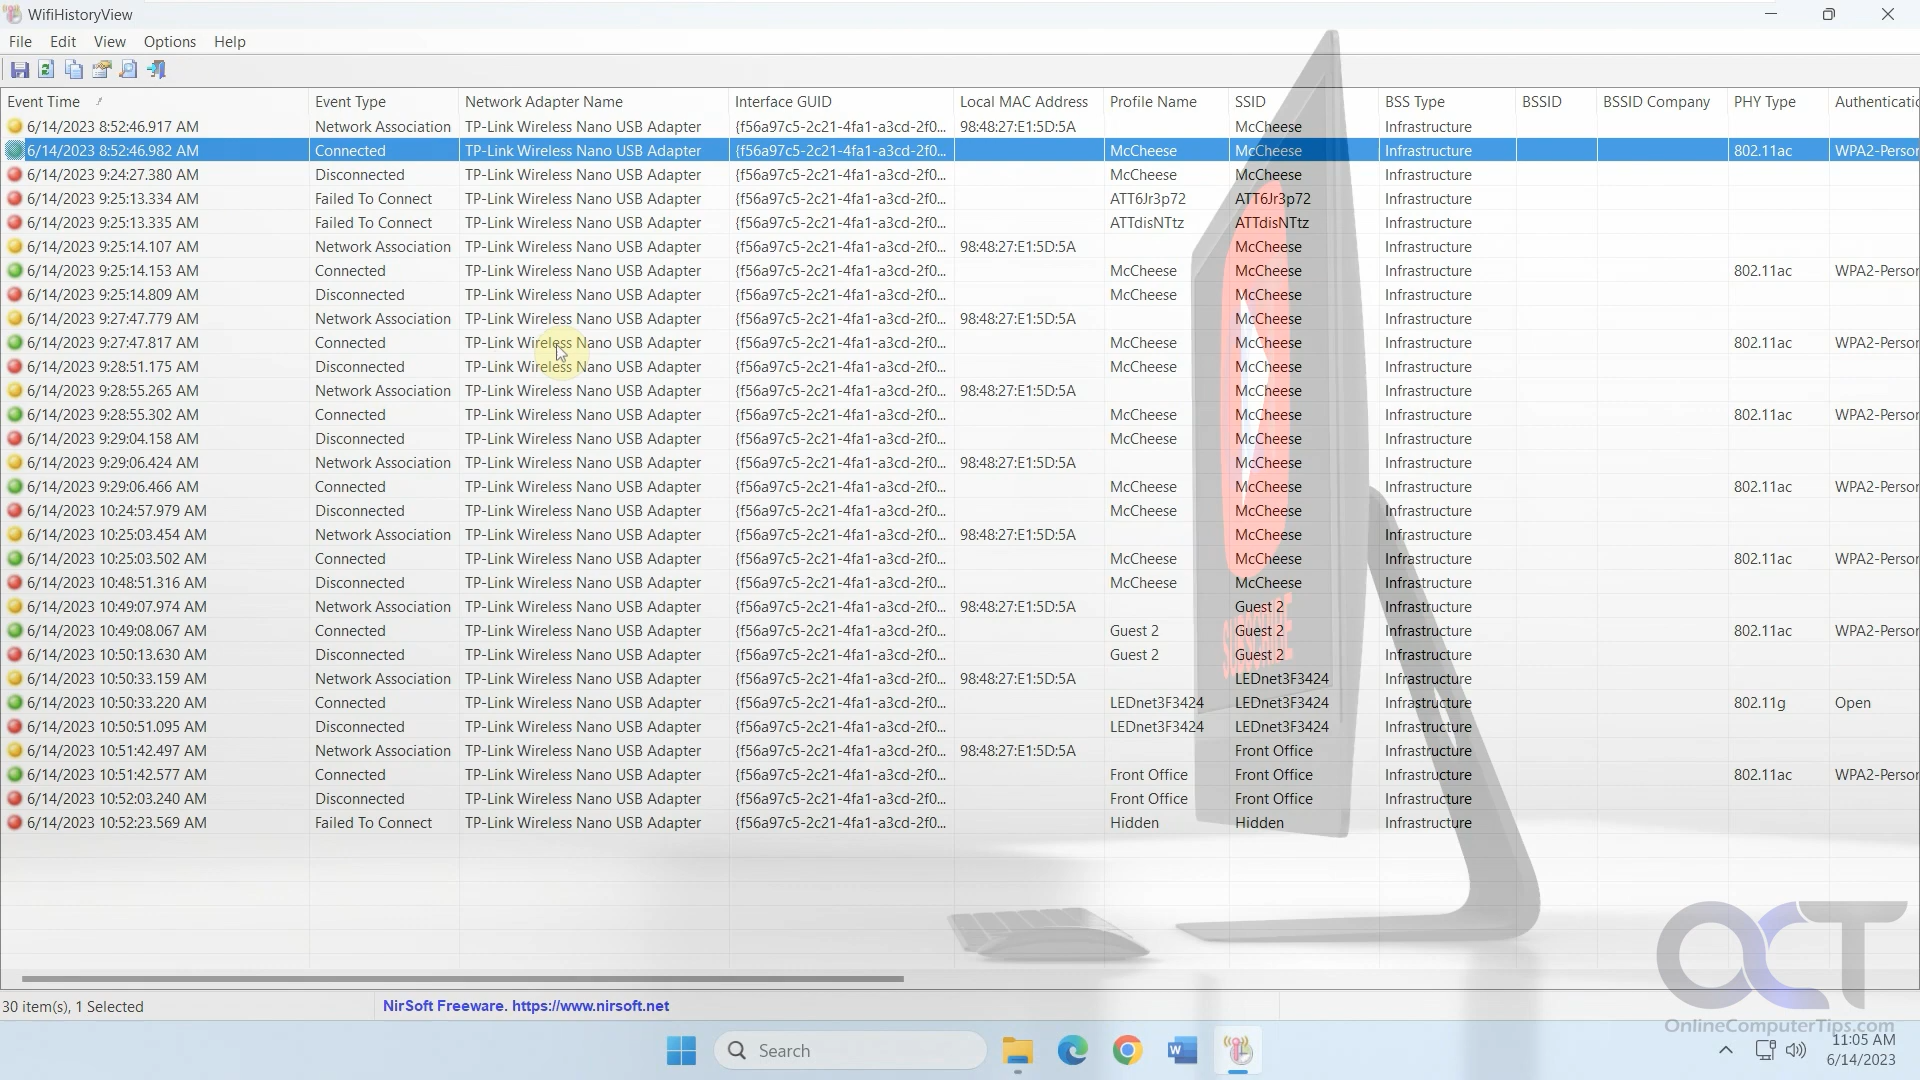 WifiHistoryView
File Edit View Options Help
Event Time Event Type Network Adapter Name Interface GUID Local MAC Address Profile Name SSID BSS Type BSSID BSSID Company PHY Type Authenticatic
6/14/2023 8:52:46.917 AM Network Association TP-Link Wireless Nano USB Adapter {f56a97c5-2c21-4fa1-a3cd-2f0... 98:48:27:E1:5D:5A McCheese Infrastructure
6/14/2023 8:52:46.982 AM Connected TP-Link Wireless Nano USB Adapter {f56a97c5-2c21-4fa1-a3cd-2f0... McCheese McCheese Infrastructure 802.11ac WPA2-Person
6/14/2023 9:24:27.380 AM Disconnected TP-Link Wireless Nano USB Adapter {f56a97c5-2c21-4fa1-a3cd-2f0... McCheese McCheese Infrastructure
6/14/2023 9:25:13.334 AM Failed To Connect TP-Link Wireless Nano USB Adapter {f56a97c5-2c21-4fa1-a3cd-2f0... ATT6Jr3p72 ATT6Jr3p72 Infrastructure
6/14/2023 9:25:13.335 AM Failed To Connect TP-Link Wireless Nano USB Adapter {f56a97c5-2c21-4fa1-a3cd-2f0... ATTdisNTtz ATTdisNTtz Infrastructure
6/14/2023 9:25:14.107 AM Network Association TP-Link Wireless Nano USB Adapter {f56a97c5-2c21-4fa1-a3cd-2f0... 98:48:27:E1:5D:5A McCheese Infrastructure
6/14/2023 9:25:14.153 AM Connected TP-Link Wireless Nano USB Adapter {f56a97c5-2c21-4fa1-a3cd-2f0... McCheese McCheese Infrastructure 802.11ac WPA2-Person
6/14/2023 9:25:14.809 AM Disconnected TP-Link Wireless Nano USB Adapter {f56a97c5-2c21-4fa1-a3cd-2f0... McCheese McCheese Infrastructure
6/14/2023 9:27:47.779 AM Network Association TP-Link Wireless Nano USB Adapter {f56a97c5-2c21-4fa1-a3cd-2f0... 98:48:27:E1:5D:5A McCheese Infrastructure
6/14/2023 9:27:47.817 AM Connected TP-Link Wireless Nano USB Adapter {f56a97c5-2c21-4fa1-a3cd-2f0... McCheese McCheese Infrastructure 802.11ac WPA2-Person
6/14/2023 9:28:51.175 AM Disconnected TP-Link Wireless Nano USB Adapter {f56a97c5-2c21-4fa1-a3cd-2f0... McCheese McCheese Infrastructure
6/14/2023 9:28:55.265 AM Network Association TP-Link Wireless Nano USB Adapter {f56a97c5-2c21-4fa1-a3cd-2f0... 98:48:27:E1:5D:5A McCheese Infrastructure
6/14/2023 9:28:55.302 AM Connected TP-Link Wireless Nano USB Adapter {f56a97c5-2c21-4fa1-a3cd-2f0... McCheese McCheese Infrastructure 802.11ac WPA2-Person
6/14/2023 9:29:04.158 AM Disconnected TP-Link Wireless Nano USB Adapter {f56a97c5-2c21-4fa1-a3cd-2f0... McCheese McCheese Infrastructure
6/14/2023 9:29:06.424 AM Network Association TP-Link Wireless Nano USB Adapter {f56a97c5-2c21-4fa1-a3cd-2f0... 98:48:27:E1:5D:5A McCheese Infrastructure
6/14/2023 9:29:06.466 AM Connected TP-Link Wireless Nano USB Adapter {f56a97c5-2c21-4fa1-a3cd-2f0... McCheese McCheese Infrastructure 802.11ac WPA2-Person
6/14/2023 10:24:57.979 AM Disconnected TP-Link Wireless Nano USB Adapter {f56a97c5-2c21-4fa1-a3cd-2f0... McCheese McCheese Infrastructure
6/14/2023 10:25:03.454 AM Network Association TP-Link Wireless Nano USB Adapter {f56a97c5-2c21-4fa1-a3cd-2f0... 98:48:27:E1:5D:5A McCheese Infrastructure
6/14/2023 10:25:03.502 AM Connected TP-Link Wireless Nano USB Adapter {f56a97c5-2c21-4fa1-a3cd-2f0... McCheese McCheese Infrastructure 802.11ac WPA2-Person
6/14/2023 10:48:51.316 AM Disconnected TP-Link Wireless Nano USB Adapter {f56a97c5-2c21-4fa1-a3cd-2f0... McCheese McCheese Infrastructure
6/14/2023 10:49:07.974 AM Network Association TP-Link Wireless Nano USB Adapter {f56a97c5-2c21-4fa1-a3cd-2f0... 98:48:27:E1:5D:5A Guest 2 Infrastructure
6/14/2023 10:49:08.067 AM Connected TP-Link Wireless Nano USB Adapter {f56a97c5-2c21-4fa1-a3cd-2f0... Guest 2 Guest 2 Infrastructure 802.11ac WPA2-Person
6/14/2023 10:50:13.630 AM Disconnected TP-Link Wireless Nano USB Adapter {f56a97c5-2c21-4fa1-a3cd-2f0... Guest 2 Guest 2 Infrastructure
6/14/2023 10:50:33.159 AM Network Association TP-Link Wireless Nano USB Adapter {f56a97c5-2c21-4fa1-a3cd-2f0... 98:48:27:E1:5D:5A LEDnet3F3424 Infrastructure
6/14/2023 10:50:33.220 AM Connected TP-Link Wireless Nano USB Adapter {f56a97c5-2c21-4fa1-a3cd-2f0... LEDnet3F3424 LEDnet3F3424 Infrastructure 802.11g Open
6/14/2023 10:50:51.095 AM Disconnected TP-Link Wireless Nano USB Adapter {f56a97c5-2c21-4fa1-a3cd-2f0... LEDnet3F3424 LEDnet3F3424 Infrastructure
6/14/2023 10:51:42.497 AM Network Association TP-Link Wireless Nano USB Adapter {f56a97c5-2c21-4fa1-a3cd-2f0... 98:48:27:E1:5D:5A Front Office Infrastructure
6/14/2023 10:51:42.577 AM Connected TP-Link Wireless Nano USB Adapter {f56a97c5-2c21-4fa1-a3cd-2f0... Front Office Front Office Infrastructure 802.11ac WPA2-Person
6/14/2023 10:52:03.240 AM Disconnected TP-Link Wireless Nano USB Adapter {f56a97c5-2c21-4fa1-a3cd-2f0... Front Office Front Office Infrastructure
6/14/2023 10:52:23.569 AM Failed To Connect TP-Link Wireless Nano USB Adapter {f56a97c5-2c21-4fa1-a3cd-2f0... Hidden Hidden Infrastructure
SUBSCRIBE
30 item(s), 1 Selected
NirSoft Freeware. https://www.nirsoft.net
OCT
OnlineComputerTips.com
Search
11:05 AM
6/14/2023